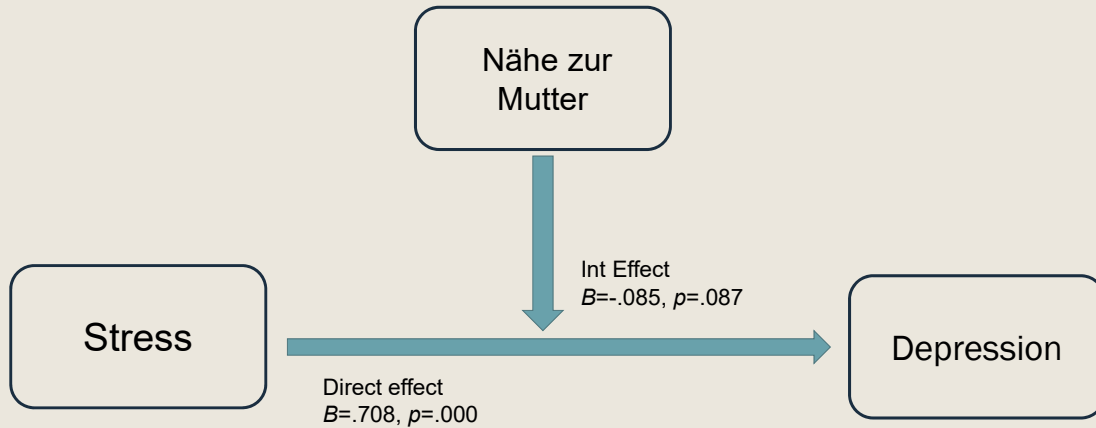 Nähe zur
Mutter
Int Effect
B=-.085, p=.087
Stress
Depression
Direct effect
B=.708, p=.000